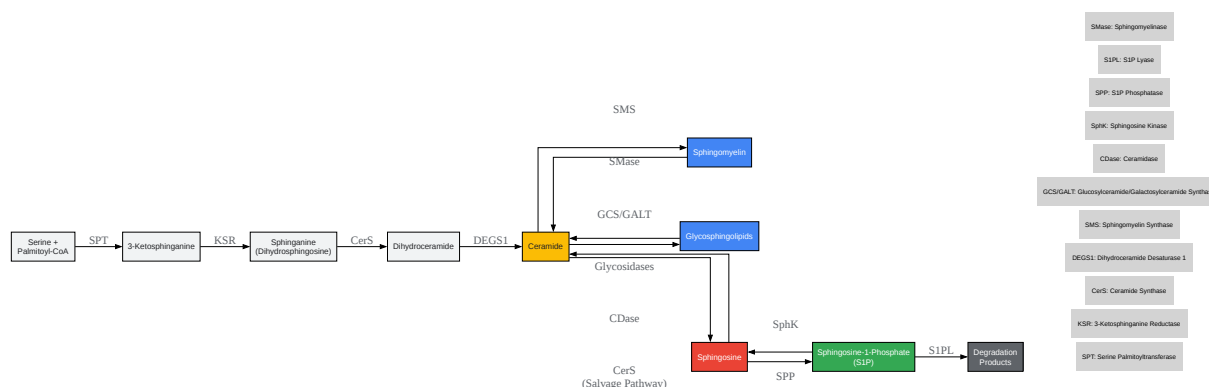 SMase: Sphingomyelinase
S1PL: S1P Lyase
SPP: S1P Phosphatase
SphK: Sphingosine Kinase
CDase: Ceramidase
GCS/GALT: Glucosylceramide/Galactosylceramide Synthas
SMS: Sphingomyelin Synthase
DEGS1: Dihydroceramide Desaturase 1
CerS: Ceramide Synthase
KSR: 3-Ketosphinganine Reductase
SPT: Serine Palmitoyltransferase
SMS
Sphingomyelin
SMase
GCS/GALT
Glycosphingolipids
Serine +
Palmitoyl-CoA
SPT
3-Ketosphinganine
KSR
Sphinganine
(Dihydrosphingosine)
CerS
Dihydroceramide
DEGS1
Ceramide
Glycosidases
CDase
SphK
Sphingosine
Sphingosine-1-Phosphate
(S1P)
S1PL
Degradation
Products
SPP
CerS
(Salvage Pathway)